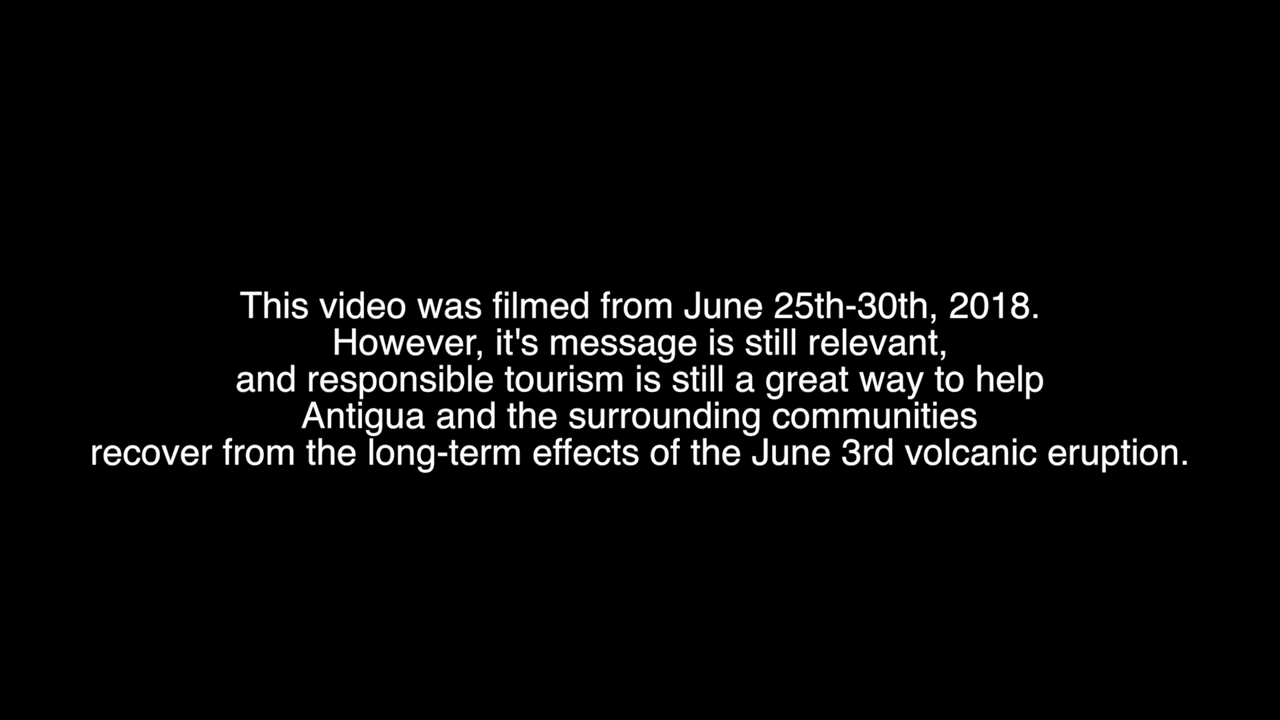 This video was filmed from June 25th-30th, 2018.
However, it's message is still relevant,
and responsible tourism is still a great way to help
Antigua and the surrounding communities
recover from the long-term effects of the June 3rd volcanic eruption.